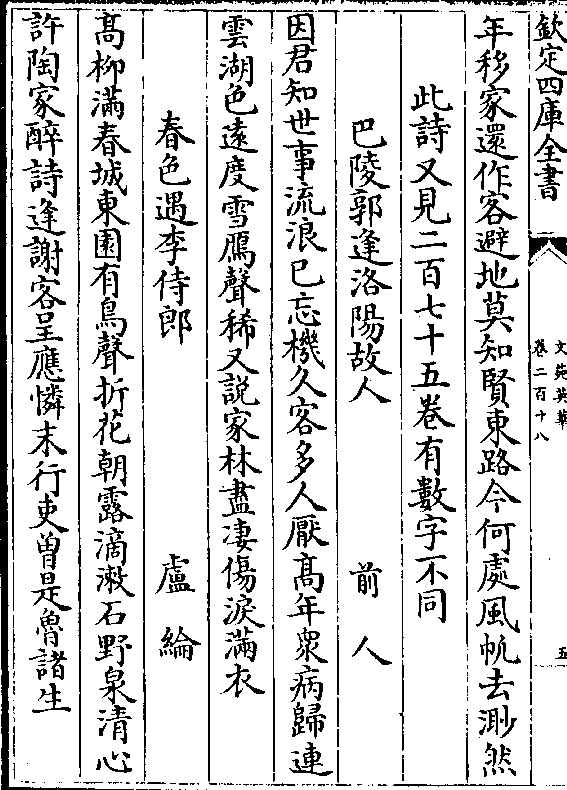 欽定四庫全書
文苑英華
卷二百十八
五
年移家還作客避地莫知賢東路今何處風帆去渺然
此詩又見二百七十五卷有數字不同
巴陵郭逢洛陽故人 前人
因君知世事流浪已忘機久客多人厭髙年衆病歸連
雲湖色遠度雪鴈聲稀又説家林盡凄傷淚滿衣
春色遇李侍郎 盧綸
髙柳滿春城東園有鳥聲折花朝露滴漱石野泉清心
許陶家醉詩逢謝客呈應憐末行吏曽是魯諸生